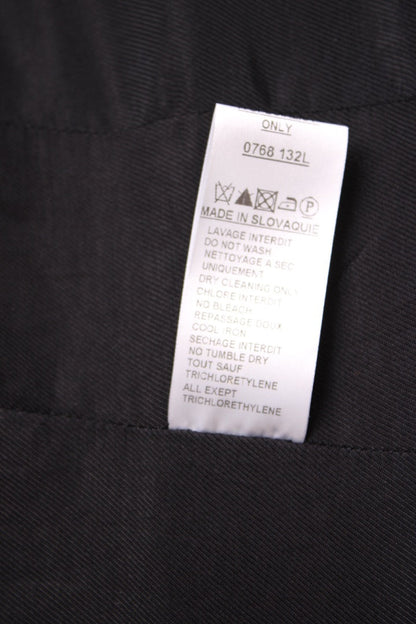 ONLY
0768 132L
P
MADE IN SLOVAQUIE
LAVAGE INTERDIT
DO NOT WASH
NETTOYAGE A SEC
UNIQUEMENT
DRY CLEANING ONLY
CHLORE INTERDIT
NO BLEACH
REPASSAGE DOUX
COOL IRON
SECHAGE INTERDIT
NO TUMBLE DRY
TOUT SAUF
TRICHLORETYLENE
ALL EXEPT
TRICHLORETHYLENE